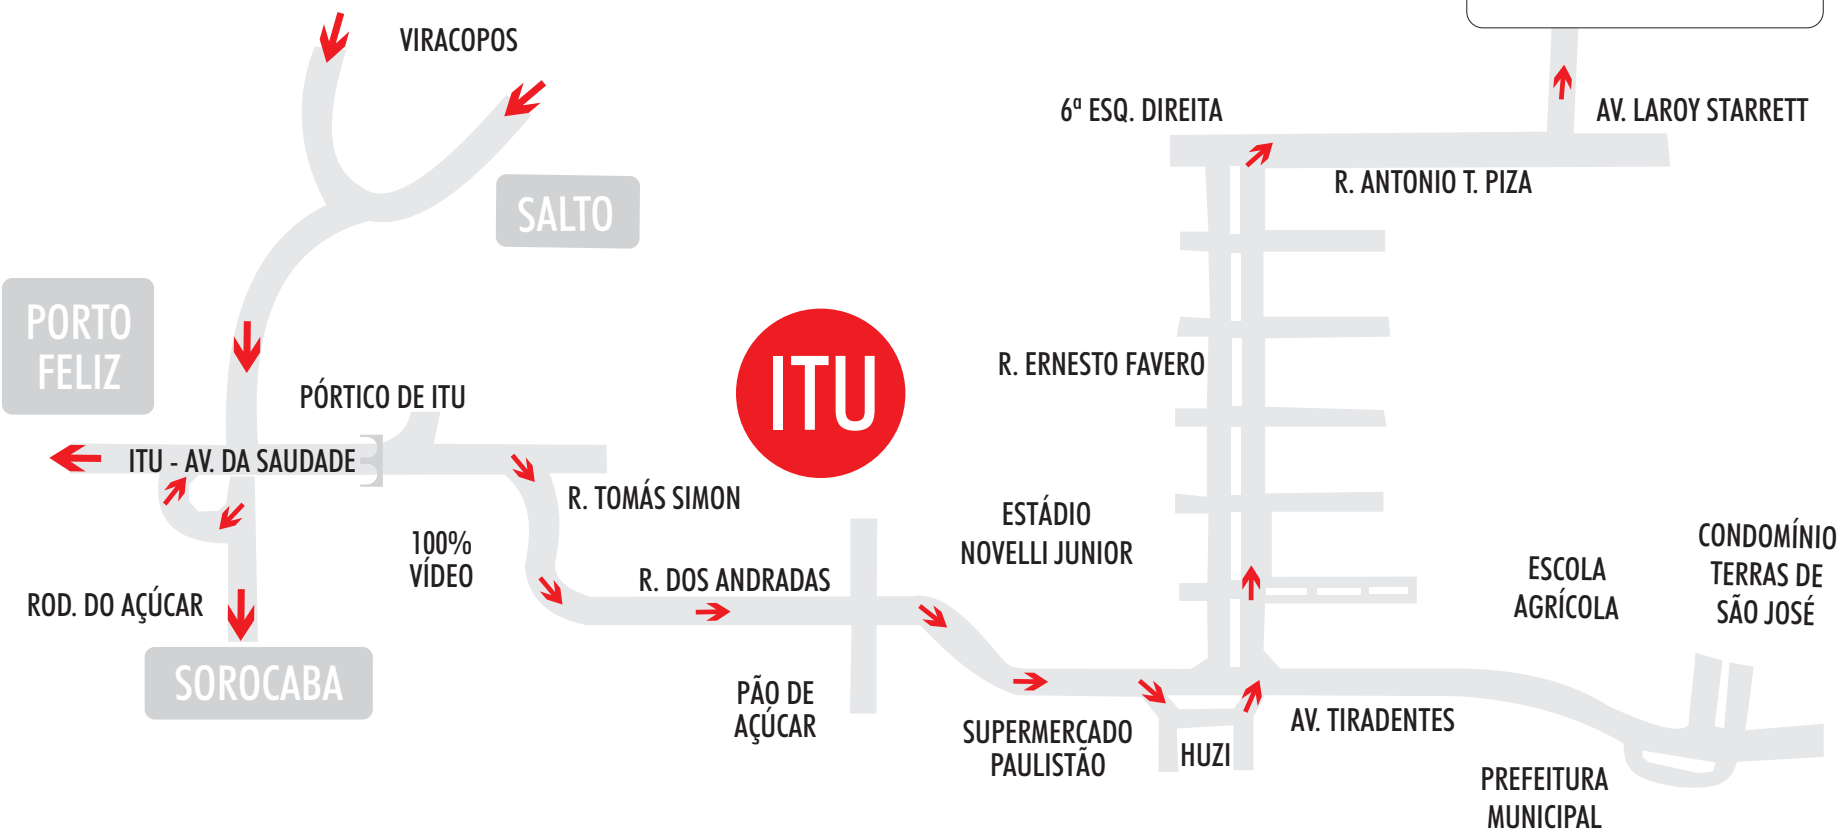 VIRACOPOS
6ª ESQ. DIREITA
AV. LAROY STARRETT
R. ANTONIO T. PIZA
SALTO
PORTO
FELIZ
ITU
R. ERNESTO FAVERO
PÓRTICO DE ITU
ITU - AV. DA SAUDADE
R. TOMÁS SIMON
100%
VÍDEO
R. DOS ANDRADAS
ESTÁDIO
NOVELLI JUNIOR
ESCOLA
AGRÍCOLA
CONDOMÍNIO
TERRAS DE
SÃO JOSÉ
ROD. DO AÇÚCAR
SOROCABA
PÃO DE
AÇÚCAR
SUPERMERCADO
PAULISTÃO
HUZI
AV. TIRADENTES
PREFEITURA
MUNICIPAL